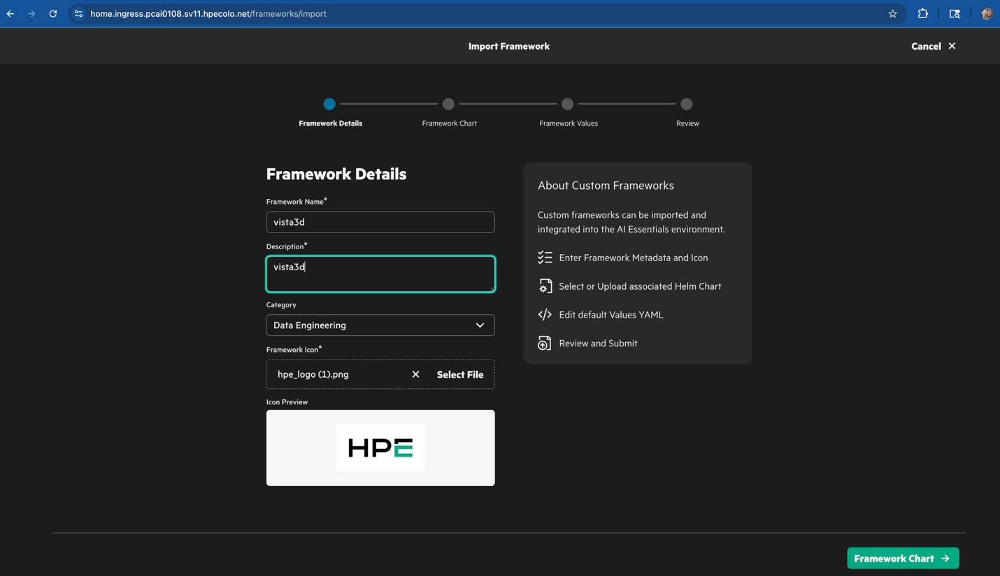 home.ingress.pcai0108.sv11.hpecolo.net/frameworks/import
Import Framework
Cancel
Framework Details
Framework Chart
Framework Values
Review
Framework Details
Framework Name*
vista3d
Description*
vista3d
Category
Data Engineering
Framework Icon*
hpe_logo (1).png
Select File
Icon Preview
HPE
About Custom Frameworks
Custom frameworks can be imported and
integrated into the AI Essentials environment.
Enter Framework Metadata and Icon
Select or Upload associated Helm Chart
Edit default Values YAML
Review and Submit
Framework Chart